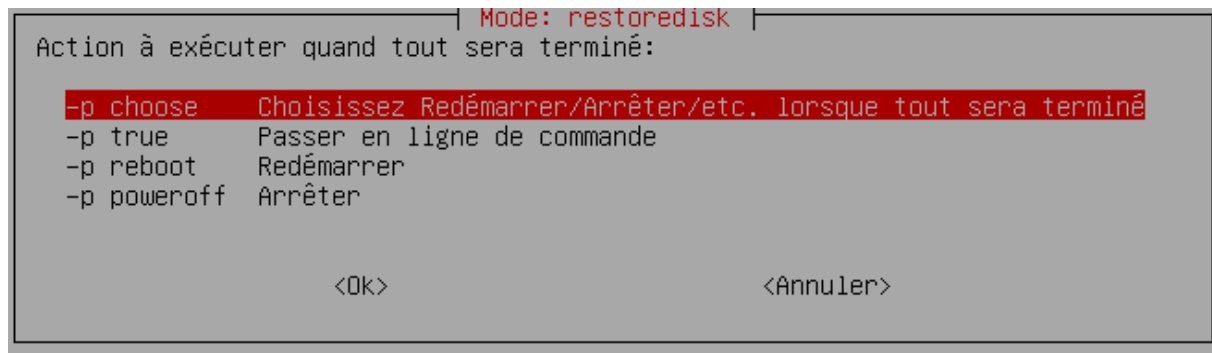 Mode: restoredisk
Action à exécuter quand tout sera terminé:
-p choose Choisissez Redémarrer/Arrêter/etc. lorsque tout sera terminé
-p true Passer en ligne de commande
-p reboot Redémarrer
-p poweroff Arrêter
<Ok> <Annuler>